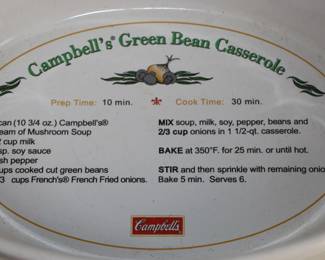 Campbell's® Green Bean Casserole
Prep Time: 10 min. Cook Time: 30 min.
can (10 3/4 oz.) Campbell's®
eam of Mushroom Soup
cup milk
sp. soy sauce
sh pepper
ups cooked cut green beans
3 cups French's® French Fried onions.
MIX soup, milk, soy, pepper, beans and
2/3 cup onions in 1 1/2-qt. casserole.
BAKE at 350°F. for 25 min. or until hot.
STIR and then sprinkle with remaining onion
Bake 5 min. Serves 6.
Campbell's